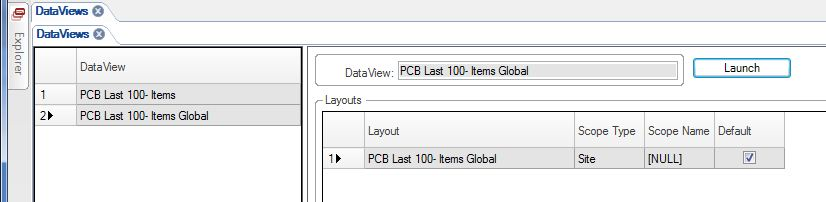 DataViews
Explorer
DataViews
DataView
1 PCB Last 100- Items
2 PCB Last 100- Items Global
DataView: PCB Last 100- Items Global Launch
Layouts
Layout Scope Type Scope Name Default
1 PCB Last 100- Items Global Site [NULL]